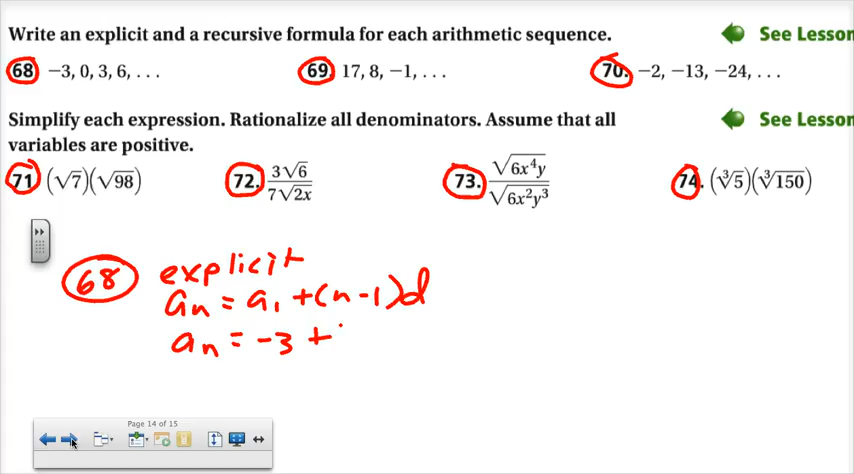 Write an explicit and a recursive formula for each arithmetic sequence. See Lesson
68 −3, 0, 3, 6, . . . 69. 17, 8, −1, . . . 70. −2, −13, −24, . . .
Simplify each expression. Rationalize all denominators. Assume that all See Lesson
variables are positive.
71 (√7)(√98) 72. 3√6 / 7√2x 73. √6x⁴y / √6x²y³ 74. (∛5)(∛150)
68 explicit
aₙ = a₁ + (n - 1)d
aₙ = -3 +
Page 14 of 15